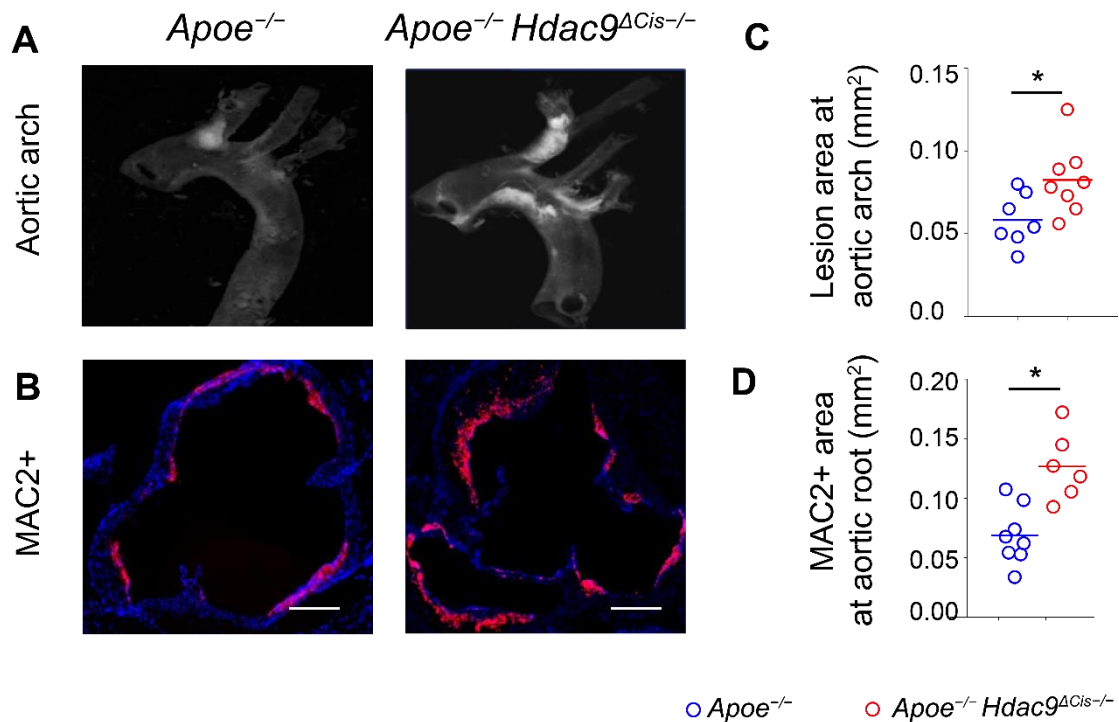 Apoe⁻/⁻
Apoe⁻/⁻ Hdac9ΔCis⁻/⁻
A
Aortic arch
B
MAC2+
C
Lesion area at
aortic arch (mm²)
0.15
0.10
0.05
0.0
*
D
MAC2+ area
at aortic root (mm²)
0.20
0.15
0.10
0.05
0.00
*
Apoe⁻/⁻
Apoe⁻/⁻ Hdac9ΔCis⁻/⁻